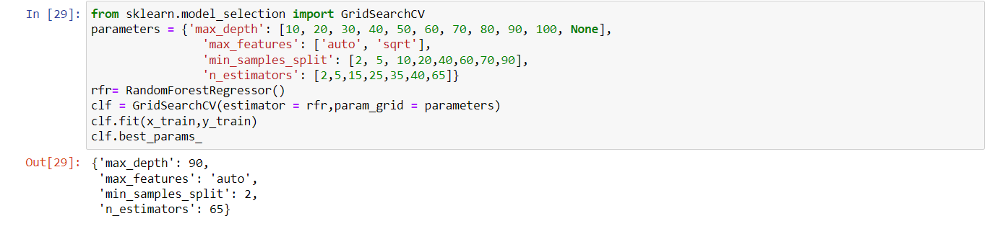 In [29]: from sklearn.model_selection import GridSearchCV
parameters = {'max_depth': [10, 20, 30, 40, 50, 60, 70, 80, 90, 100, None],
'max_features': ['auto', 'sqrt'],
'min_samples_split': [2, 5, 10,20,40,60,70,90],
'n_estimators': [2,5,15,25,35,40,65]}
rfr= RandomForestRegressor()
clf = GridSearchCV(estimator = rfr,param_grid = parameters)
clf.fit(x_train,y_train)
clf.best_params_
Out[29]: {'max_depth': 90,
'max_features': 'auto',
'min_samples_split': 2,
'n_estimators': 65}